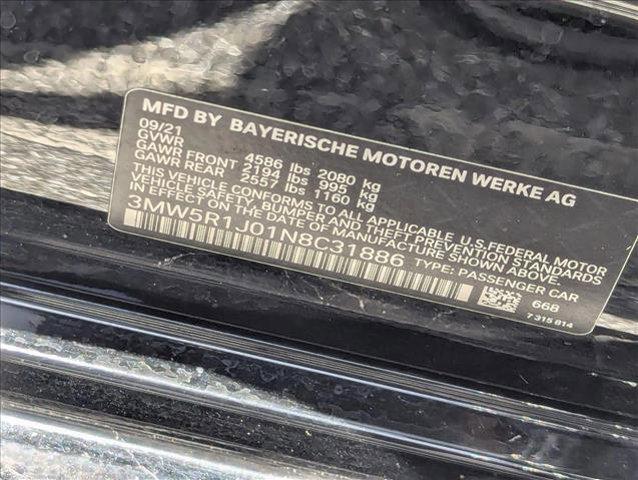 MFD BY BAYERISCHE MOTOREN WERKE AG
09/21
GVWR 4586 lbs 2080 kg
GAWR FRONT 2194 lbs 995 kg
GAWR REAR 2557 lbs 1160 kg
THIS VEHICLE CONFORMS TO ALL APPLICABLE U.S.FEDERAL MOTOR
VEHICLE SAFETY, BUMPER AND THEFT PREVENTION STANDARDS
IN EFFECT ON THE DATE OF MANUFACTURE SHOWN ABOVE.
3MW5R1J01N8C31886 TYPE: PASSENGER CAR
668
7 315 814